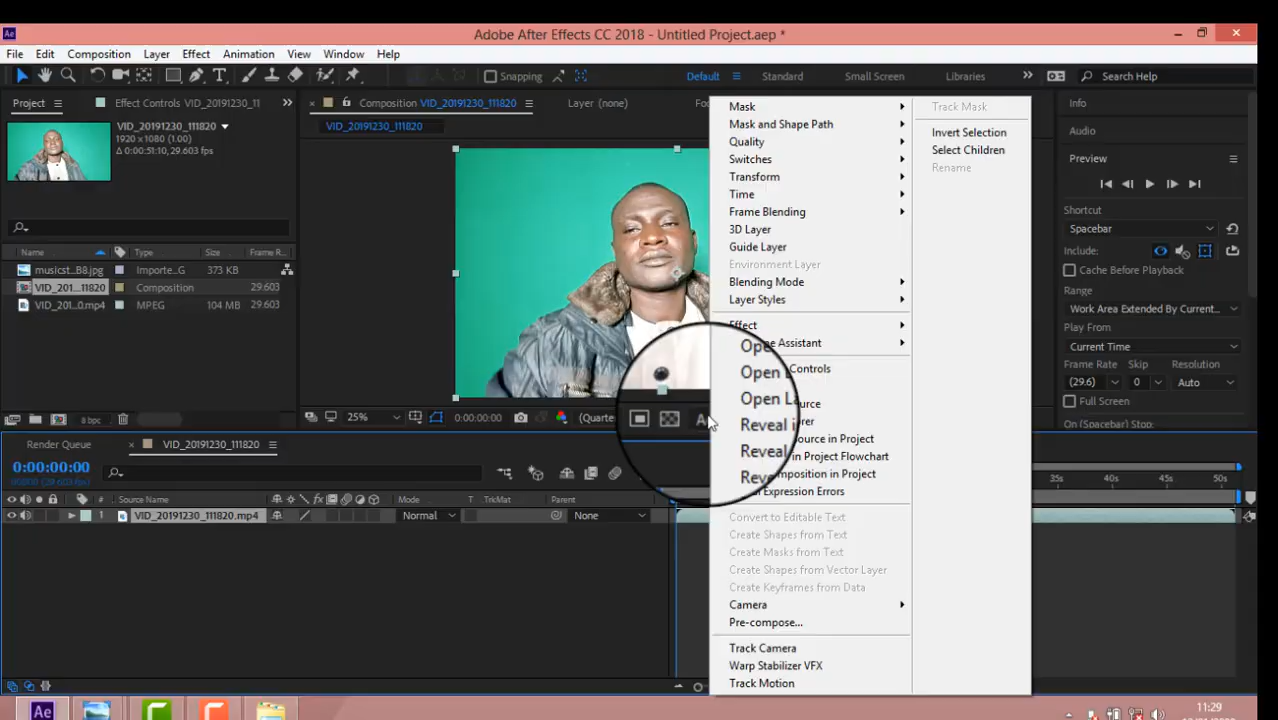 Ae
Adobe After Effects CC 2018 - Untitled Project.aep *
File Edit Composition Layer Effect Animation View Window Help
Snapping
Default Standard Small Screen Libraries Search Help
Project
Effect Controls VID_20191230_11
Composition VID_20191230_111820
Layer (none)
VID_20191230_111820
VID_20191230_111820
1920 x 1080 (1.00)
Δ 0:00:51:10, 29.603 fps
Name Type Size Frame R...
musicst...B8.jpg Importe...G 373 KB
VID_201...11820 Composition 29.603
VID_201...0.mp4 MPEG 104 MB 29.603
8 bpc
25%
0:00:00:00
(Quarte
Mask
Mask and Shape Path
Quality
Switches
Transform
Time
Frame Blending
3D Layer
Guide Layer
Environment Layer
Blending Mode
Layer Styles
Effect
Assistant
Controls
Open
Open
Reveal
Source in Project
Reveal
in Project Flowchart
in Project
Expression Errors
Convert to Editable Text
Create Shapes from Text
Create Masks from Text
Create Shapes from Vector Layer
Create Keyframes from Data
Camera
Pre-compose...
Track Camera
Warp Stabilizer VFX
Track Motion
Track Mask
Invert Selection
Select Children
Rename
Info
Audio
Preview
Shortcut
Spacebar
Include:
Cache Before Playback
Range
Work Area Extended By Current...
Play From
Current Time
Frame Rate Skip Resolution
(29.6) 0 Auto
Full Screen
On (Spacebar) Stop:
Render Queue
VID_20191230_111820
0:00:00:00
# Source Name Mode T TrkMat Parent
1 VID_20191230_111820.mp4 Normal None
35s 40s 45s 50s
Ae
11:29